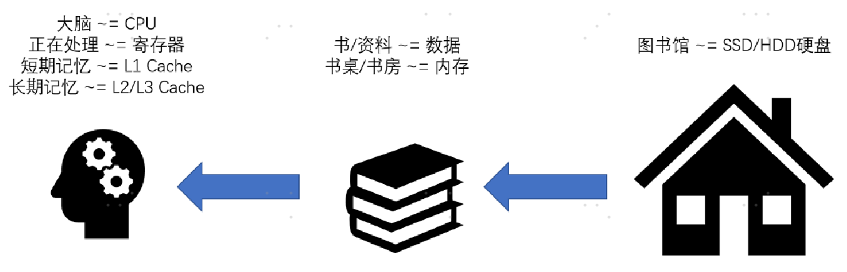 大脑 ~= CPU
正在处理 ~= 寄存器
短期记忆 ~= L1 Cache
长期记忆 ~= L2/L3 Cache
书/资料 ~= 数据
书桌/书房 ~= 内存
图书馆 ~= SSD/HDD硬盘